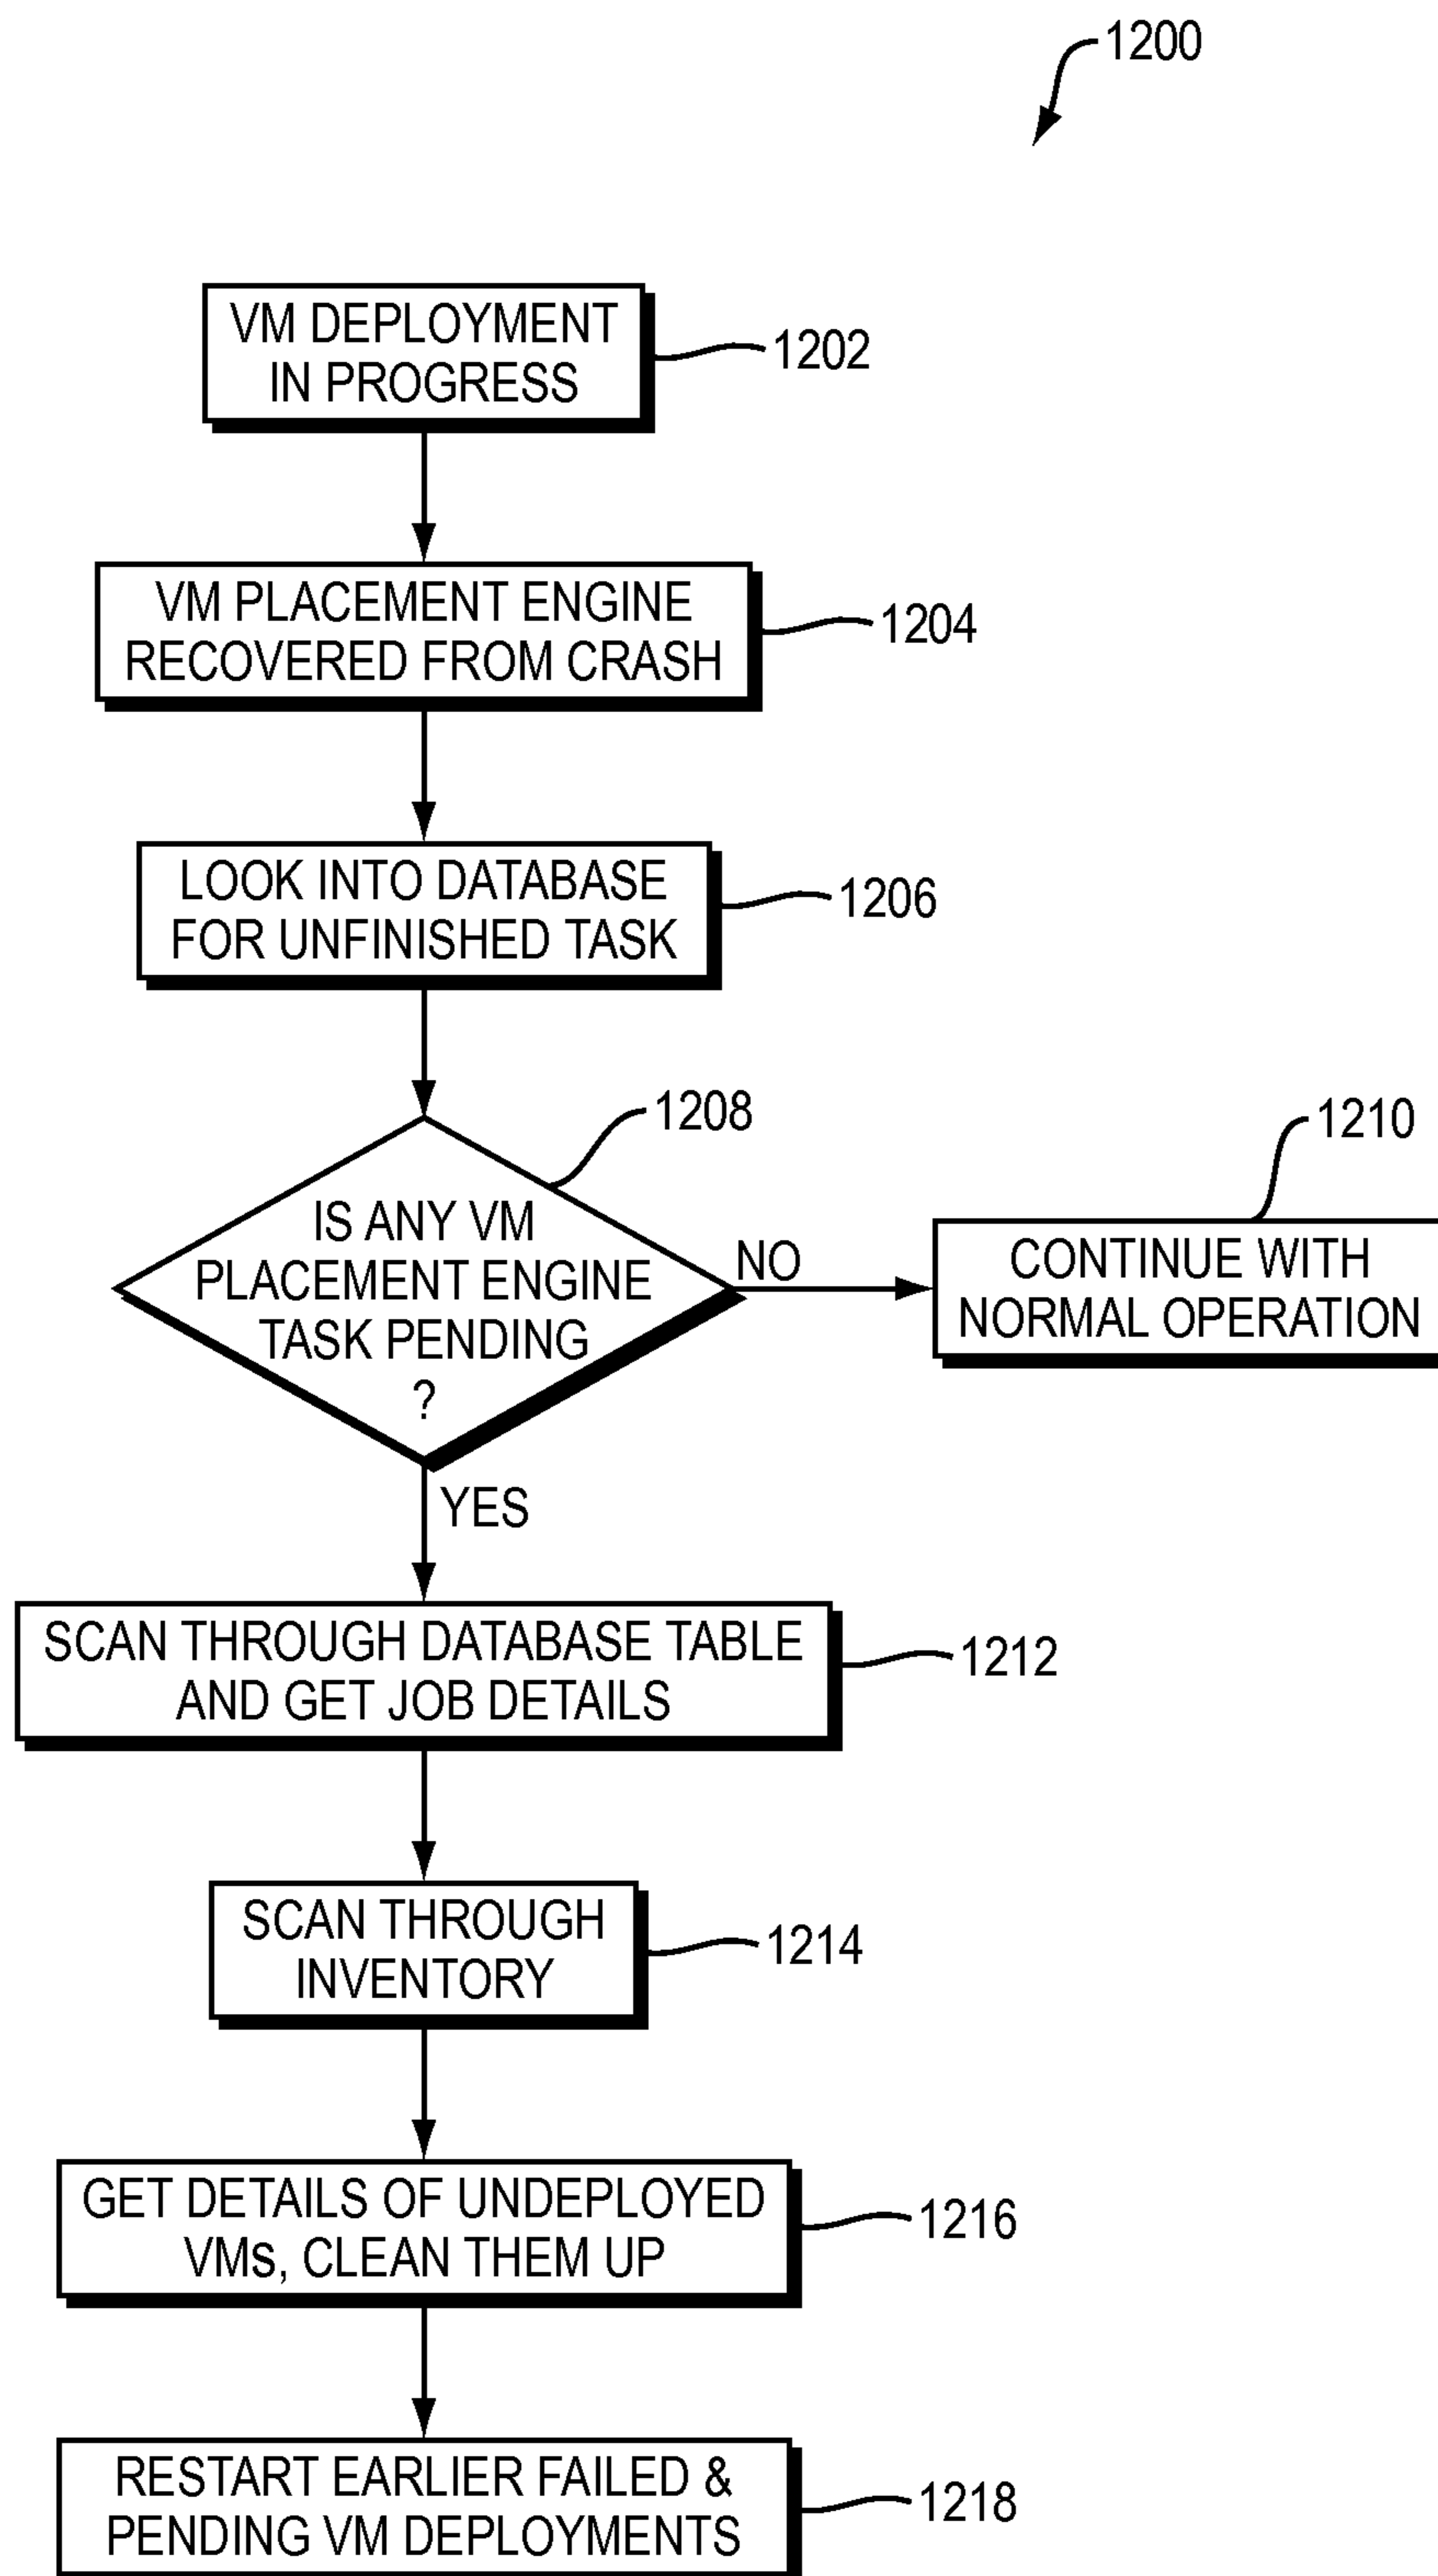 1200
VM DEPLOYMENT
IN PROGRESS
1202
VM PLACEMENT ENGINE
RECOVERED FROM CRASH
1204
LOOK INTO DATABASE
FOR UNFINISHED TASK
1206
1208
IS ANY VM
PLACEMENT ENGINE
TASK PENDING
?
NO
1210
CONTINUE WITH
NORMAL OPERATION
YES
SCAN THROUGH DATABASE TABLE
AND GET JOB DETAILS
1212
SCAN THROUGH
INVENTORY
1214
GET DETAILS OF UNDEPLOYED
VMs, CLEAN THEM UP
1216
RESTART EARLIER FAILED &
PENDING VM DEPLOYMENTS
1218